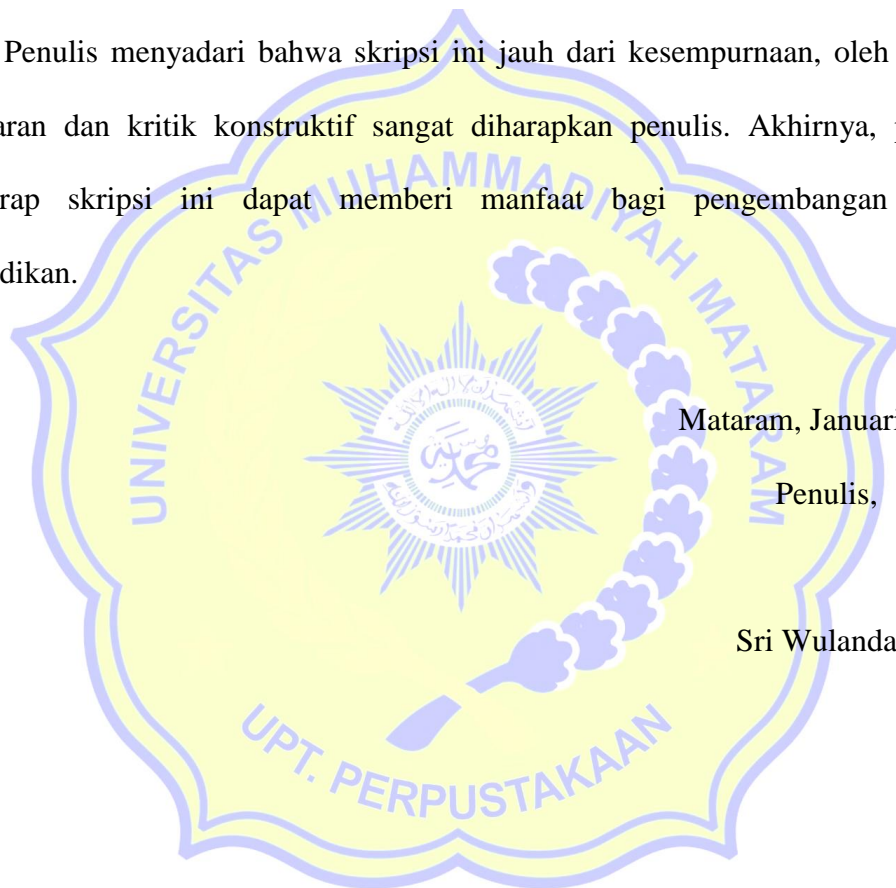 Penulis menyadari bahwa skripsi ini jauh dari kesempurnaan, oleh
aran dan kritik konstruktif sangat diharapkan penulis. Akhirnya, p
rap skripsi ini dapat memberi manfaat bagi pengembangan
dikan.
UNIVERSITAS MUHAMMADIYAH MATARAM
Mataram, Januari
Penulis,
Sri Wulanda
UPT. PERPUSTAKAAN